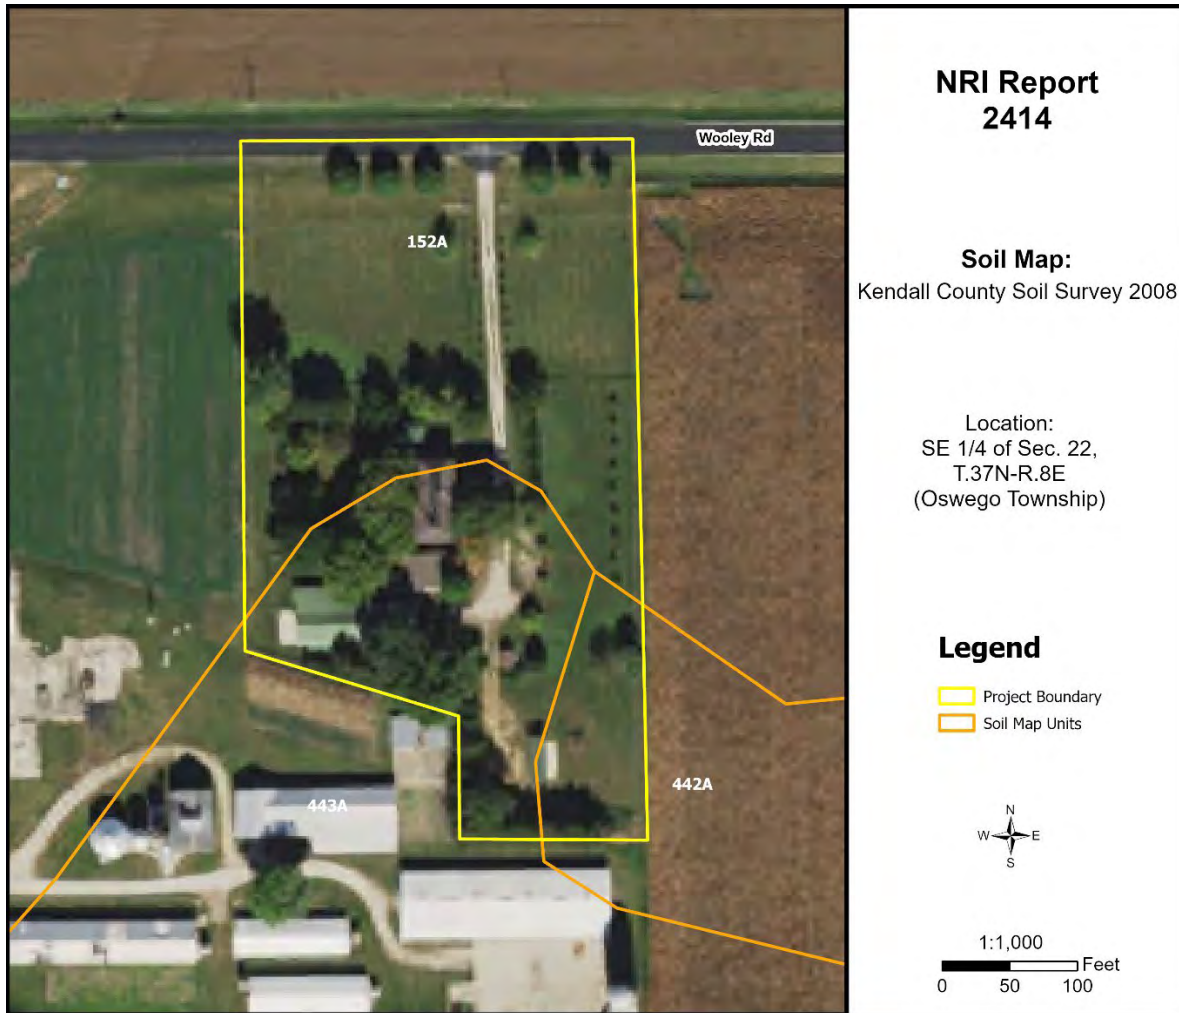 NRI Report
2414
Wooley Rd
152A
Soil Map:
Kendall County Soil Survey 2008
Location:
SE 1/4 of Sec. 22,
T.37N-R.8E
(Oswego Township)
Legend
Project Boundary
Soil Map Units
442A
443A
N
W E
S
1:1,000
Feet
0 50 100